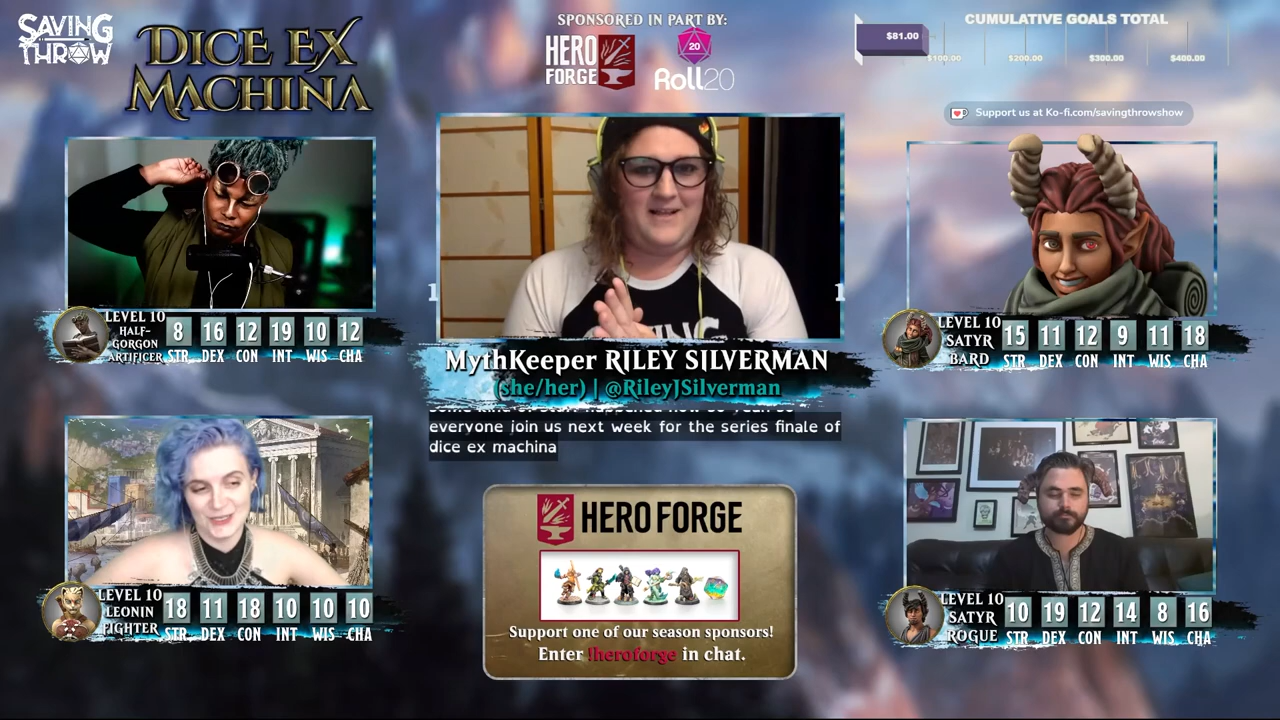 SAVING
THROW
DICE EX
MACHINA
SPONSORED IN PART BY:
HERO
FORGE
20
Roll20
CUMULATIVE GOALS TOTAL
$81.00
$100.00 $200.00 $300.00 $400.00
Support us at Ko-fi.com/savingthrowshow
LEVEL 10
HALF-
GORGON
ARTIFICER
8 16 12 19 10 12
STR DEX CON INT WIS CHA
1 1
MythKeeper RILEY SILVERMAN
(she/her) | @RileyJSilverman
everyone join us next week for the series finale of
dice ex machina
LEVEL 10
SATYR
BARD
15 11 12 9 11 18
STR DEX CON INT WIS CHA
LEVEL 10
LEONIN
FIGHTER
18 11 18 10 10 10
STR DEX CON INT WIS CHA
HERO FORGE
Support one of our season sponsors!
Enter !heroforge in chat.
LEVEL 10
SATYR
ROGUE
10 19 12 14 8 16
STR DEX CON INT WIS CHA